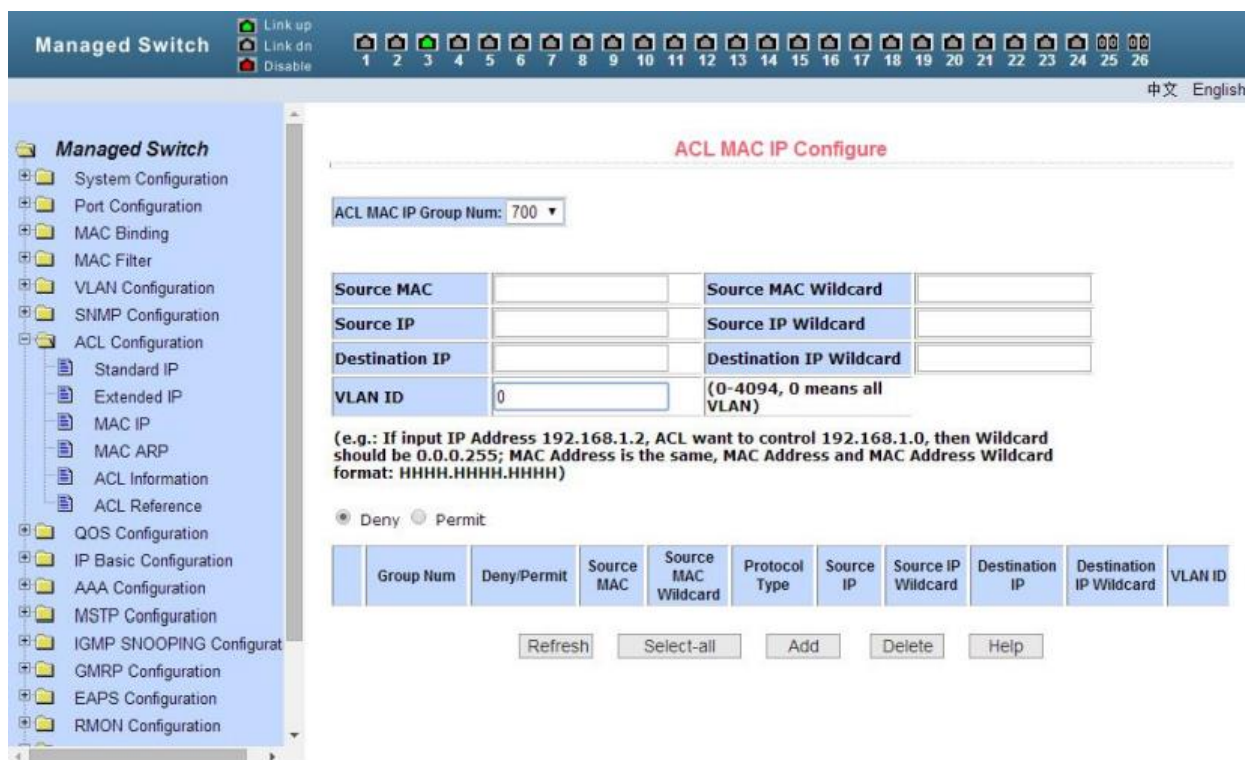 Managed Switch
Link up
Link dn
Disable
1 2 3 4 5 6 7 8 9 10 11 12 13 14 15 16 17 18 19 20 21 22 23 24 25 26
中文 English
Managed Switch
System Configuration
Port Configuration
MAC Binding
MAC Filter
VLAN Configuration
SNMP Configuration
ACL Configuration
Standard IP
Extended IP
MAC IP
MAC ARP
ACL Information
ACL Reference
QOS Configuration
IP Basic Configuration
AAA Configuration
MSTP Configuration
IGMP SNOOPING Configurat
GMRP Configuration
EAPS Configuration
RMON Configuration
ACL MAC IP Configure
ACL MAC IP Group Num: 700
Source MAC Source MAC Wildcard
Source IP Source IP Wildcard
Destination IP Destination IP Wildcard
VLAN ID 0 (0-4094, 0 means all
VLAN)
(e.g.: If input IP Address 192.168.1.2, ACL want to control 192.168.1.0, then Wildcard
should be 0.0.0.255; MAC Address is the same, MAC Address and MAC Address Wildcard
format: HHHH.HHHH.HHHH)
Deny Permit
Group Num Deny/Permit Source MAC Source MAC Wildcard Protocol Type Source IP Source IP Wildcard Destination IP Destination IP Wildcard VLAN ID
Refresh Select-all Add Delete Help